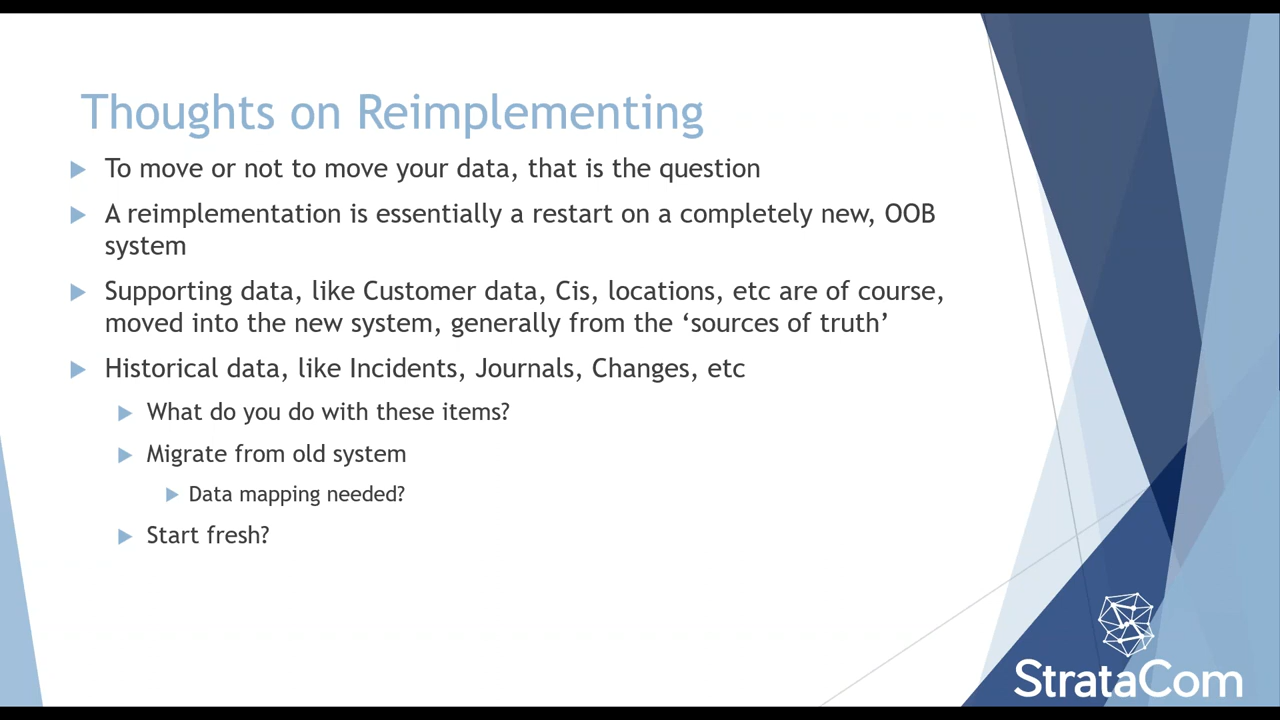 Thoughts on Reimplementing
To move or not to move your data, that is the question
A reimplementation is essentially a restart on a completely new, OOB
system
Supporting data, like Customer data, Cis, locations, etc are of course,
moved into the new system, generally from the ‘sources of truth’
Historical data, like Incidents, Journals, Changes, etc
What do you do with these items?
Migrate from old system
Data mapping needed?
Start fresh?
StrataCom